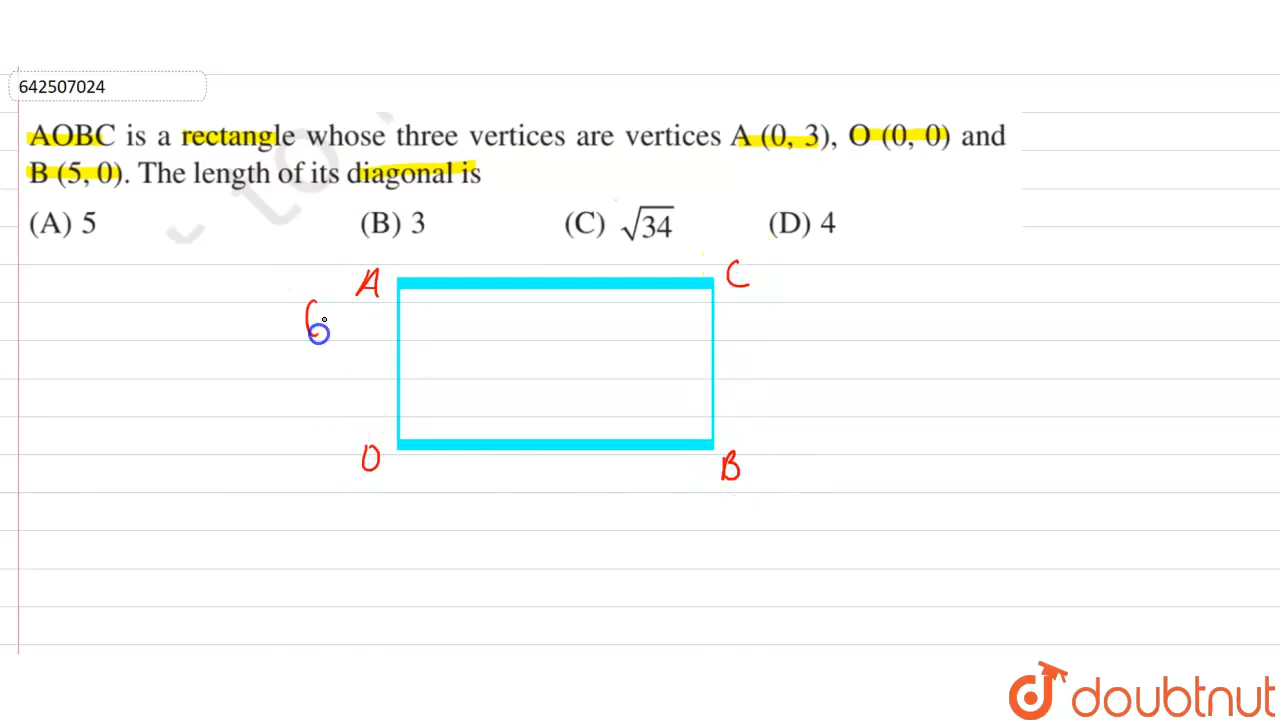 642507024
AOBC is a rectangle whose three vertices are vertices A (0, 3), O (0, 0) and
B (5, 0). The length of its diagonal is
(A) 5 (B) 3 (C) √34 (D) 4
A C
(
O B
doubtnut